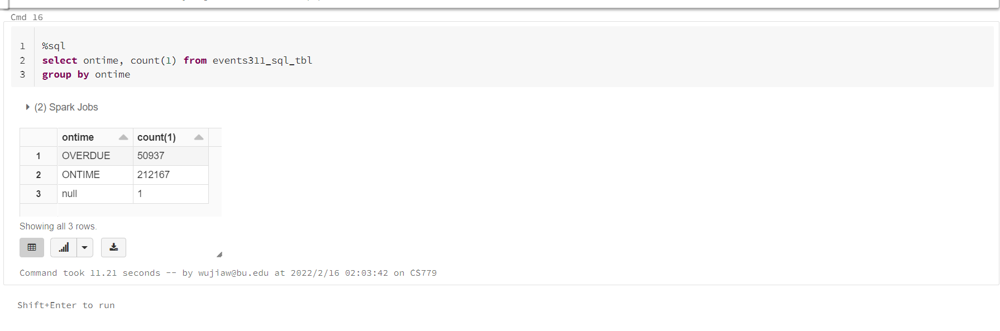 Cmd 16
1 %sql
2 select ontime, count(1) from events311_sql_tbl
3 group by ontime
(2) Spark Jobs
ontime count(1)
1 OVERDUE 50937
2 ONTIME 212167
3 null 1
Showing all 3 rows.
Command took 11.21 seconds -- by wujiaw@bu.edu at 2022/2/16 02:03:42 on CS779
Shift+Enter to run